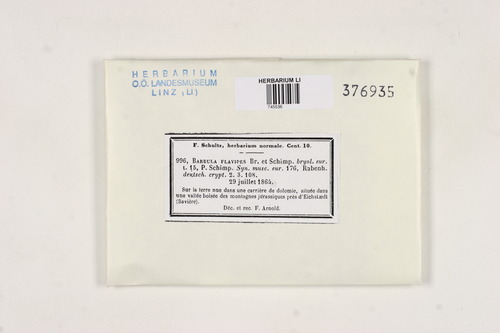 HERBARIUM
O.Ö. LANDESMUSEUM
LINZ (LI)
HERBARIUM LI
745036
376935
F. Schultz, herbarium normale. Cent. 10.
996, BARBULA FLAVIPES Br. et Schimp. bryol. eur.
t. 15, P. Schimp. Syn. musc. eur. 176, Rabenh.
deutsch. crypt. 2. 3. 108.
29 juillet 1864.
Sur la terre nue dans une carrière de dolomie, située dans
une vallée boisée des montagnes jurassiques près d'Eichstædt
(Bavière).
Déc. et rec. F. Arnold.